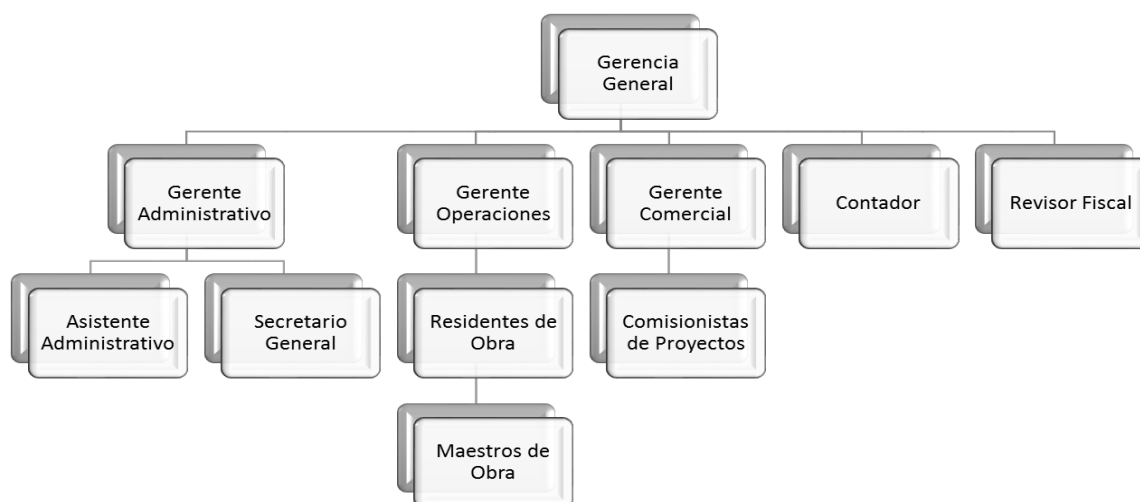 Gerencia
General
Gerente
Administrativo
Gerente
Operaciones
Gerente
Comercial
Contador
Revisor Fiscal
Asistente
Administrativo
Secretario
General
Residentes de
Obra
Comisionistas
de Proyectos
Maestros de
Obra